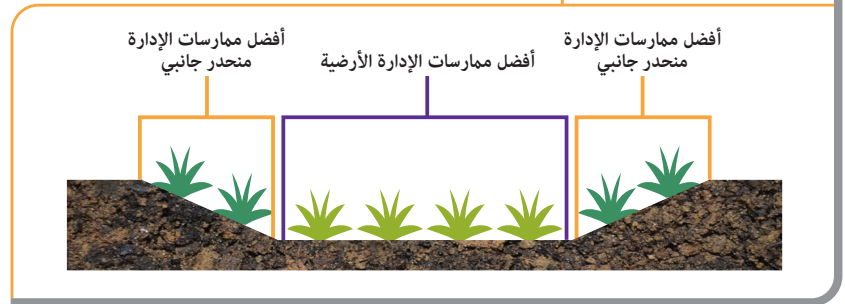 أفضل ممارسات الإدارة
منحدر جانبي
أفضل ممارسات الإدارة الأرضية
أفضل ممارسات الإدارة
منحدر جانبي